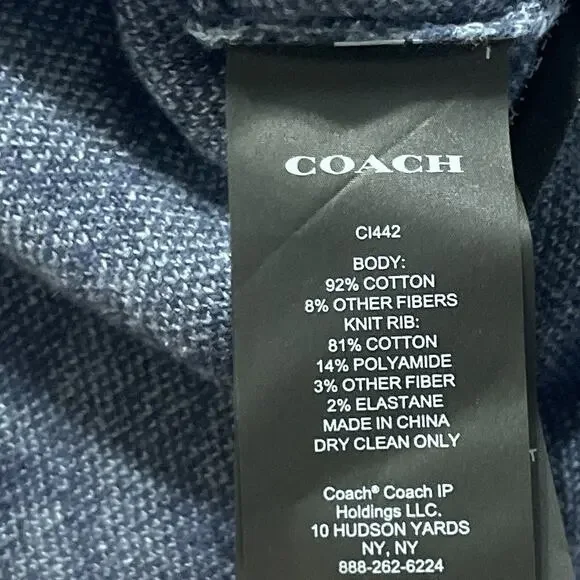 COACH
CI442
BODY:
92% COTTON
8% OTHER FIBERS
KNIT RIB:
81% COTTON
14% POLYAMIDE
3% OTHER FIBER
2% ELASTANE
MADE IN CHINA
DRY CLEAN ONLY
Coach® Coach IP
Holdings LLC.
10 HUDSON YARDS
NY, NY
888-262-6224